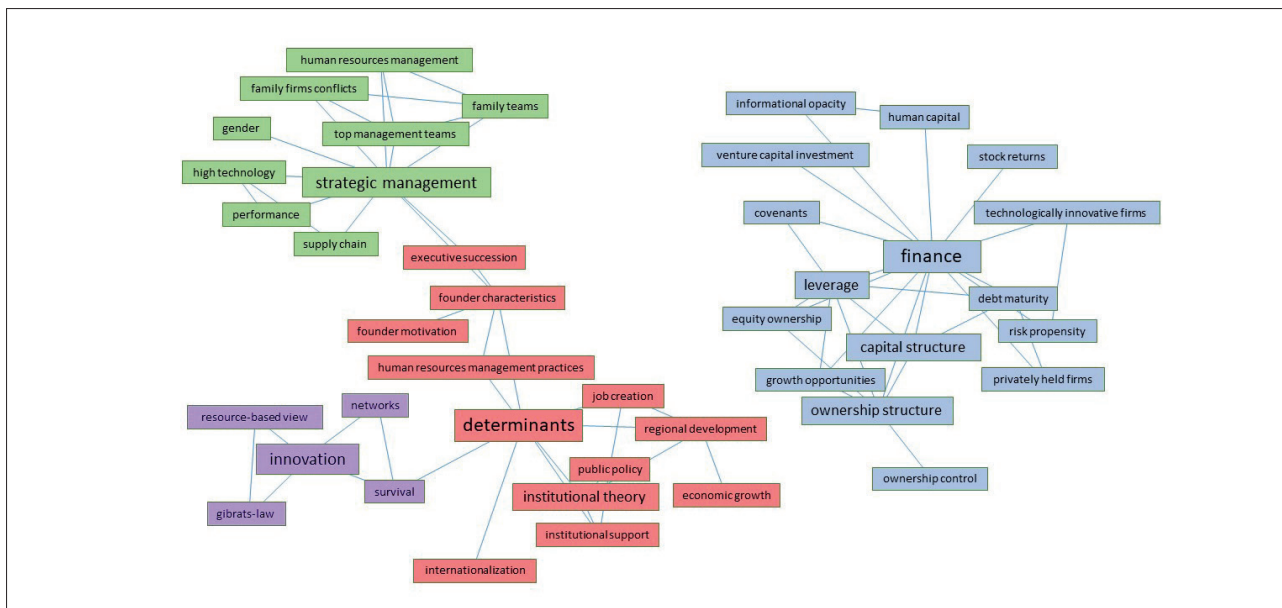 human resources management
family firms conflicts
family teams
gender
top management teams
high technology
strategic management
performance
supply chain
executive succession
founder characteristics
founder motivation
human resources management practices
job creation
networks
resource-based view
determinants
regional development
innovation
public policy
survival
institutional theory
economic growth
gibrats-law
institutional support
internationalization
informational opacity
human capital
venture capital investment
stock returns
covenants
technologically innovative firms
finance
leverage
debt maturity
equity ownership
risk propensity
capital structure
growth opportunities
privately held firms
ownership structure
ownership control